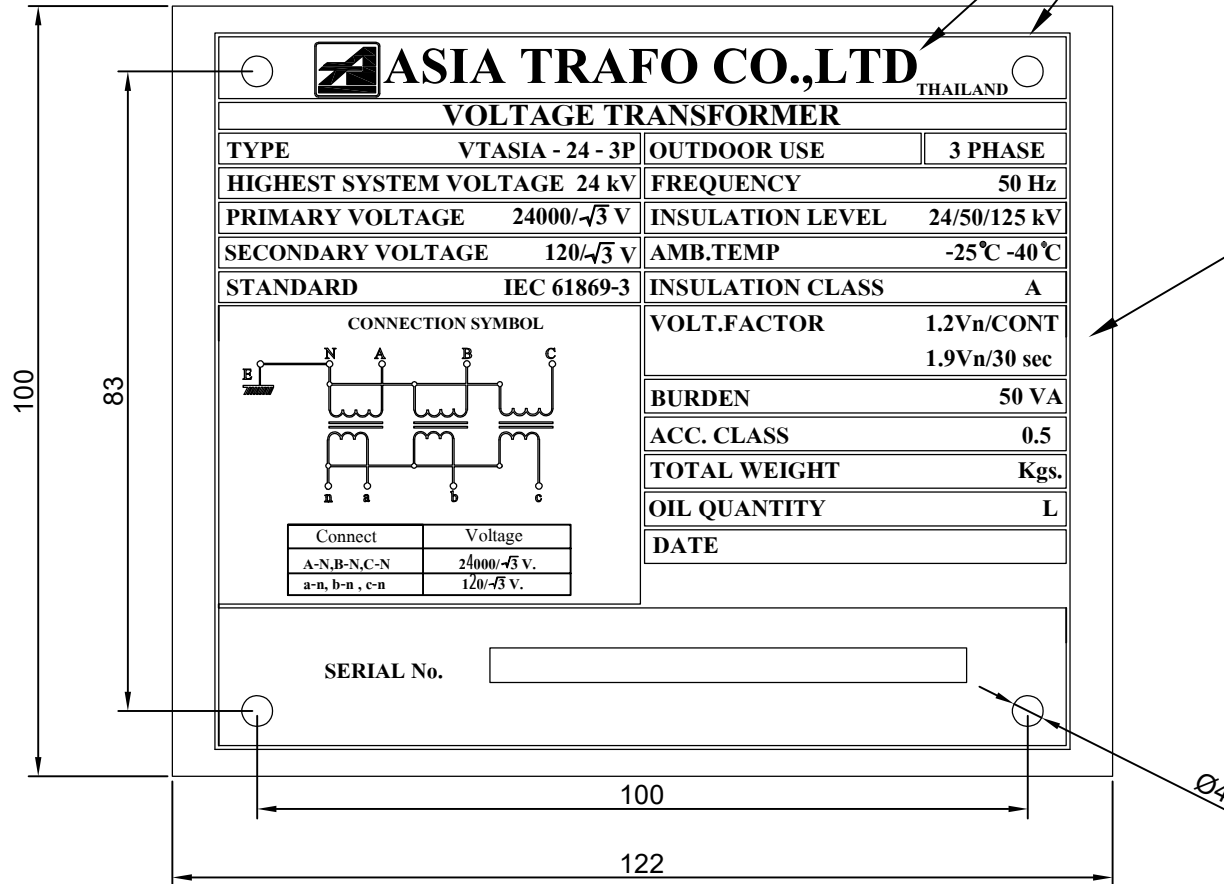 ASIA TRAFO CO.,LTD
THAILAND
VOLTAGE TRANSFORMER
TYPE VTASIA - 24 - 3P OUTDOOR USE 3 PHASE
HIGHEST SYSTEM VOLTAGE 24 kV FREQUENCY 50 Hz
PRIMARY VOLTAGE 24000/√3 V INSULATION LEVEL 24/50/125 kV
SECONDARY VOLTAGE 120/√3 V AMB.TEMP -25°C -40°C
STANDARD IEC 61869-3 INSULATION CLASS A
CONNECTION SYMBOL
E N A B C
n a b c
Connect Voltage
A-N,B-N,C-N 24000/√3 V.
a-n, b-n , c-n 120/√3 V.
VOLT.FACTOR 1.2Vn/CONT
1.9Vn/30 sec
BURDEN 50 VA
ACC. CLASS 0.5
TOTAL WEIGHT Kgs.
OIL QUANTITY L
DATE
SERIAL No.
100
83
100
122
Ø4